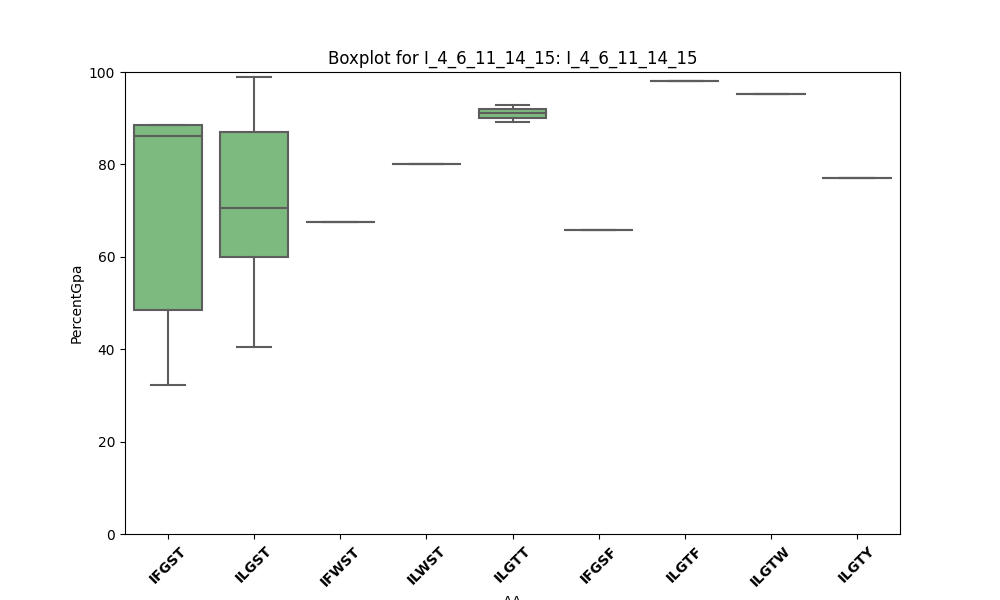 Boxplot for I_4_6_11_14_15: I_4_6_11_14_15
100
80
60
40
20
0
PercentGpa
IFGST
ILGST
IFWST
ILWST
ILGTT
IFGSF
ILGTF
ILGTW
ILGTY
AA